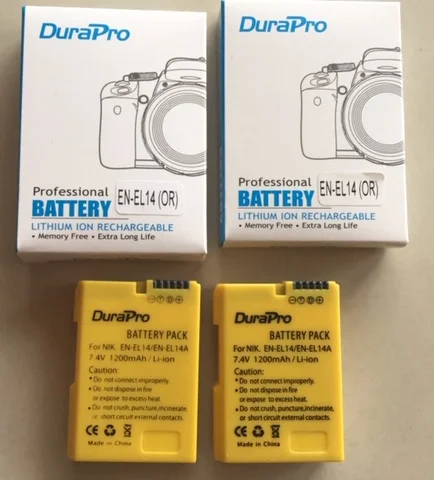 DuraPro
Professional
BATTERY
EN-EL14 (OR)
LITHIUM ION RECHARGEABLE
• Memory Free • Extra Long Life
DuraPro
Professional
BATTERY
EN-EL14 (OR)
LITHIUM ION RECHARGEABLE
• Memory Free • Extra Long Life
DuraPro
BATTERY PACK
For NIK. EN-EL14/EN-EL14A
7.4V 1200mAh / Li-ion
Caution:
* Do not connect improperly.
* Do not dispose in fire
or expose to excess heat.
* Do not crush, puncture,incinerate,
or short circuit external contacts.
CE
Made in China
DuraPro
BATTERY PACK
For NIK. EN-EL14/EN-EL14A
7.4V 1200mAh / Li-ion
Caution:
* Do not connect improperly.
* Do not dispose in fire
or expose to excess heat.
* Do not crush, puncture,incinerate,
or short circuit external contacts.
CE
Made in China